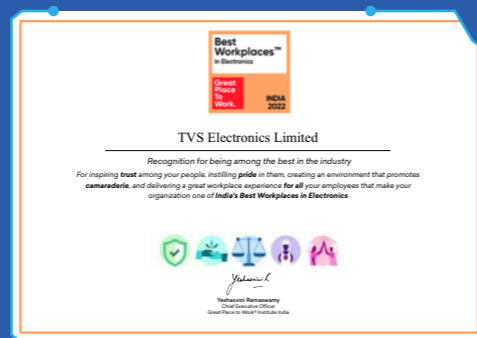 Best
Workplaces™
in Electronics
Great
Place
To
Work.
INDIA
2022
TVS Electronics Limited
Recognition for being among the best in the industry
For inspiring trust among your people, instilling pride in them, creating an environment that promotes
camaraderie, and delivering a great workplace experience for all your employees that make your
organization one of India's Best Workplaces in Electronics
Yeshasvini R
Yeshasvini Ramaswamy
Chief Executive Officer
Great Place to Work® Institute India